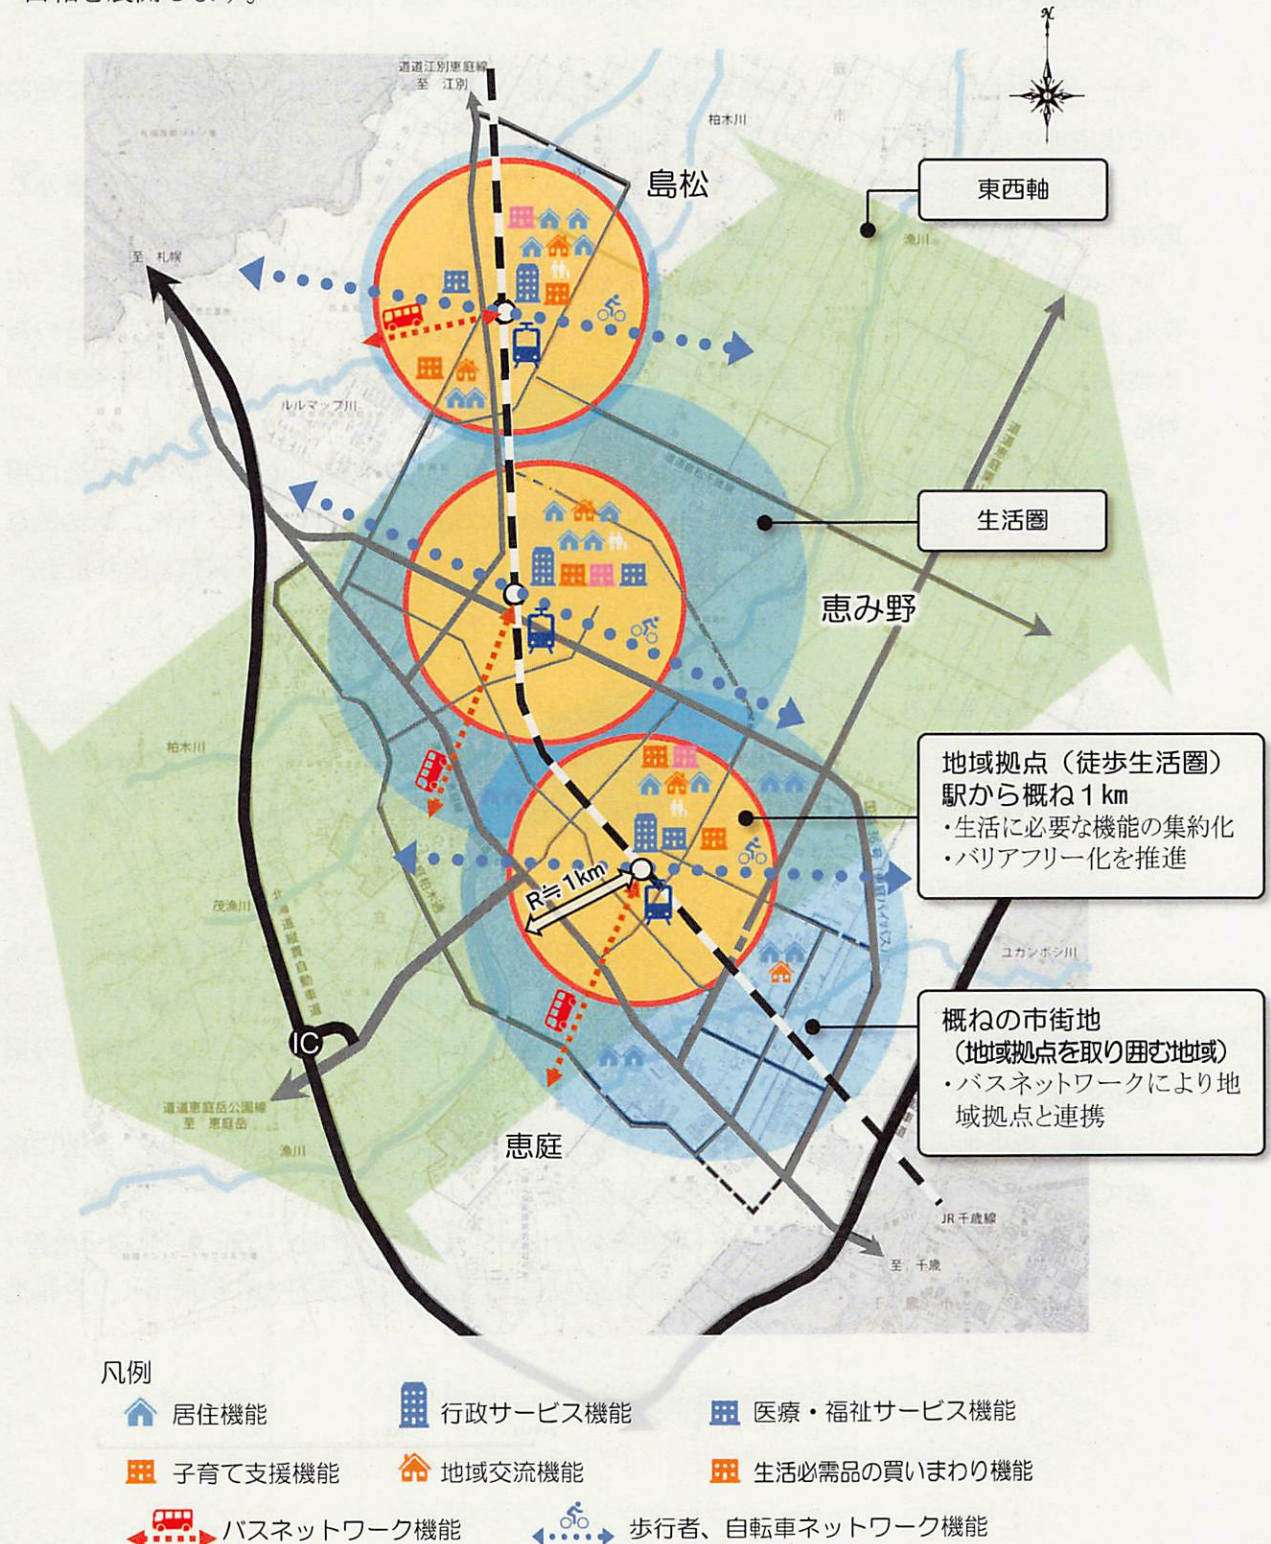 N
道道江別恵庭線
至 江別
柏木川
島松
東西軸
漁川
至 札幌
ルルマップ川
生活圏
恵み野
柏木川
地域拠点（徒歩生活圏）
駅から概ね1km
・生活に必要な機能の集約化
・バリアフリー化を推進
R≒1km
茂漁川
北海道縦貫自動車道
ユカンボシ川
概ねの市街地
（地域拠点を取り囲む地域）
・バスネットワークにより地
域拠点と連携
IC
道道恵庭岳公園線
至 恵庭岳
漁川
恵庭
JR千歳線
至 千歳
凡例
居住機能
行政サービス機能
医療・福祉サービス機能
子育て支援機能
地域交流機能
生活必需品の買いまわり機能
バスネットワーク機能
歩行者、自転車ネットワーク機能